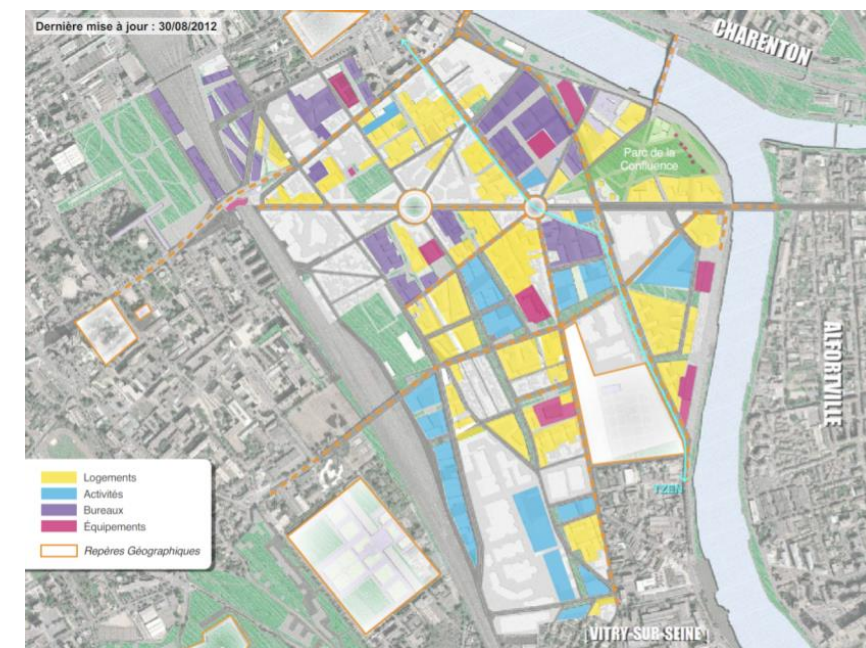 Dernière mise à jour : 30/08/2012
CHARENTON
Parc de la
Confluence
ALFORTVILLE
Logements
Activités
Bureaux
Équipements
Repères Géographiques
TZEN
VITRY-SUR-SEINE